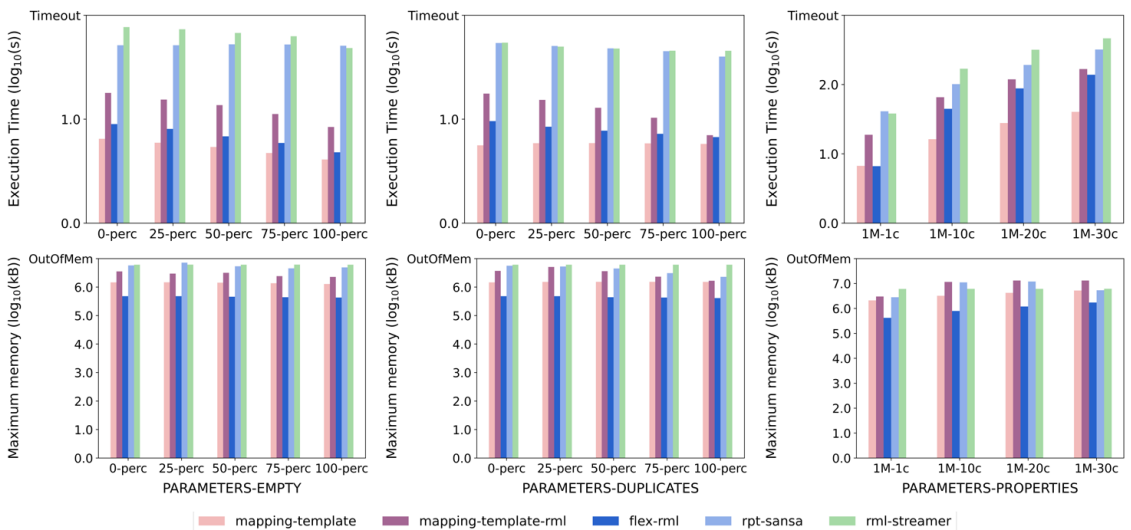 Execution Time (log10(s))
Timeout
1.0
0.0
0-perc 25-perc 50-perc 75-perc 100-perc
Execution Time (log10(s))
Timeout
1.0
0.0
0-perc 25-perc 50-perc 75-perc 100-perc
Execution Time (log10(s))
Timeout
2.0
1.0
0.0
1M-1c 1M-10c 1M-20c 1M-30c
Maximum memory (log10(kB))
OutOfMem
6.0
5.0
4.0
3.0
2.0
1.0
0.0
0-perc 25-perc 50-perc 75-perc 100-perc
PARAMETERS-EMPTY
Maximum memory (log10(kB))
OutOfMem
6.0
5.0
4.0
3.0
2.0
1.0
0.0
0-perc 25-perc 50-perc 75-perc 100-perc
PARAMETERS-DUPLICATES
Maximum memory (log10(kB))
OutOfMem
7.0
6.0
5.0
4.0
3.0
2.0
1.0
0.0
1M-1c 1M-10c 1M-20c 1M-30c
PARAMETERS-PROPERTIES
mapping-template mapping-template-rml flex-rml rpt-sansa rml-streamer